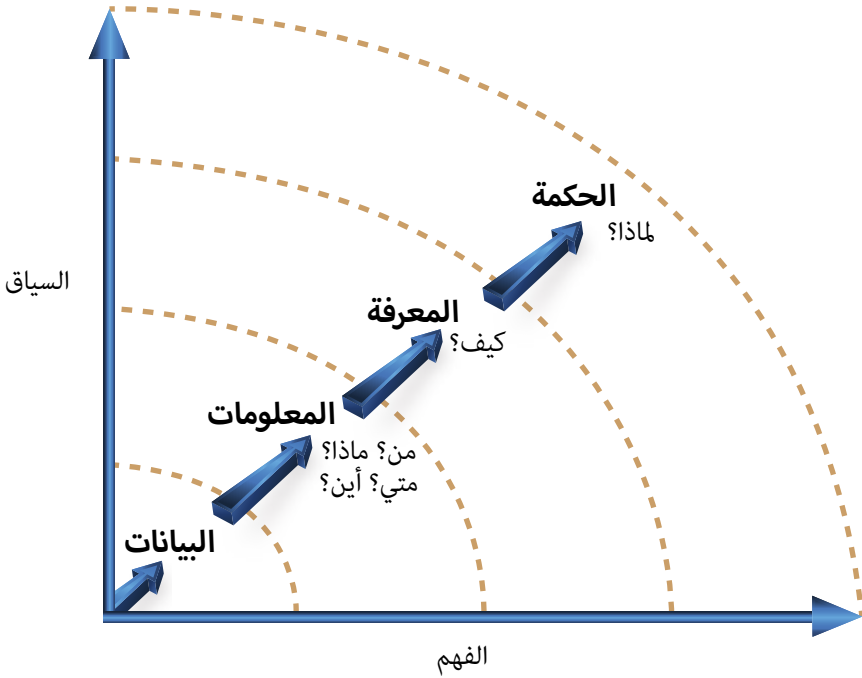 الحكمة
لماذا؟
السياق
المعرفة
كيف؟
المعلومات
من؟ ماذا؟
متي؟ أين؟
البيانات
الفهم